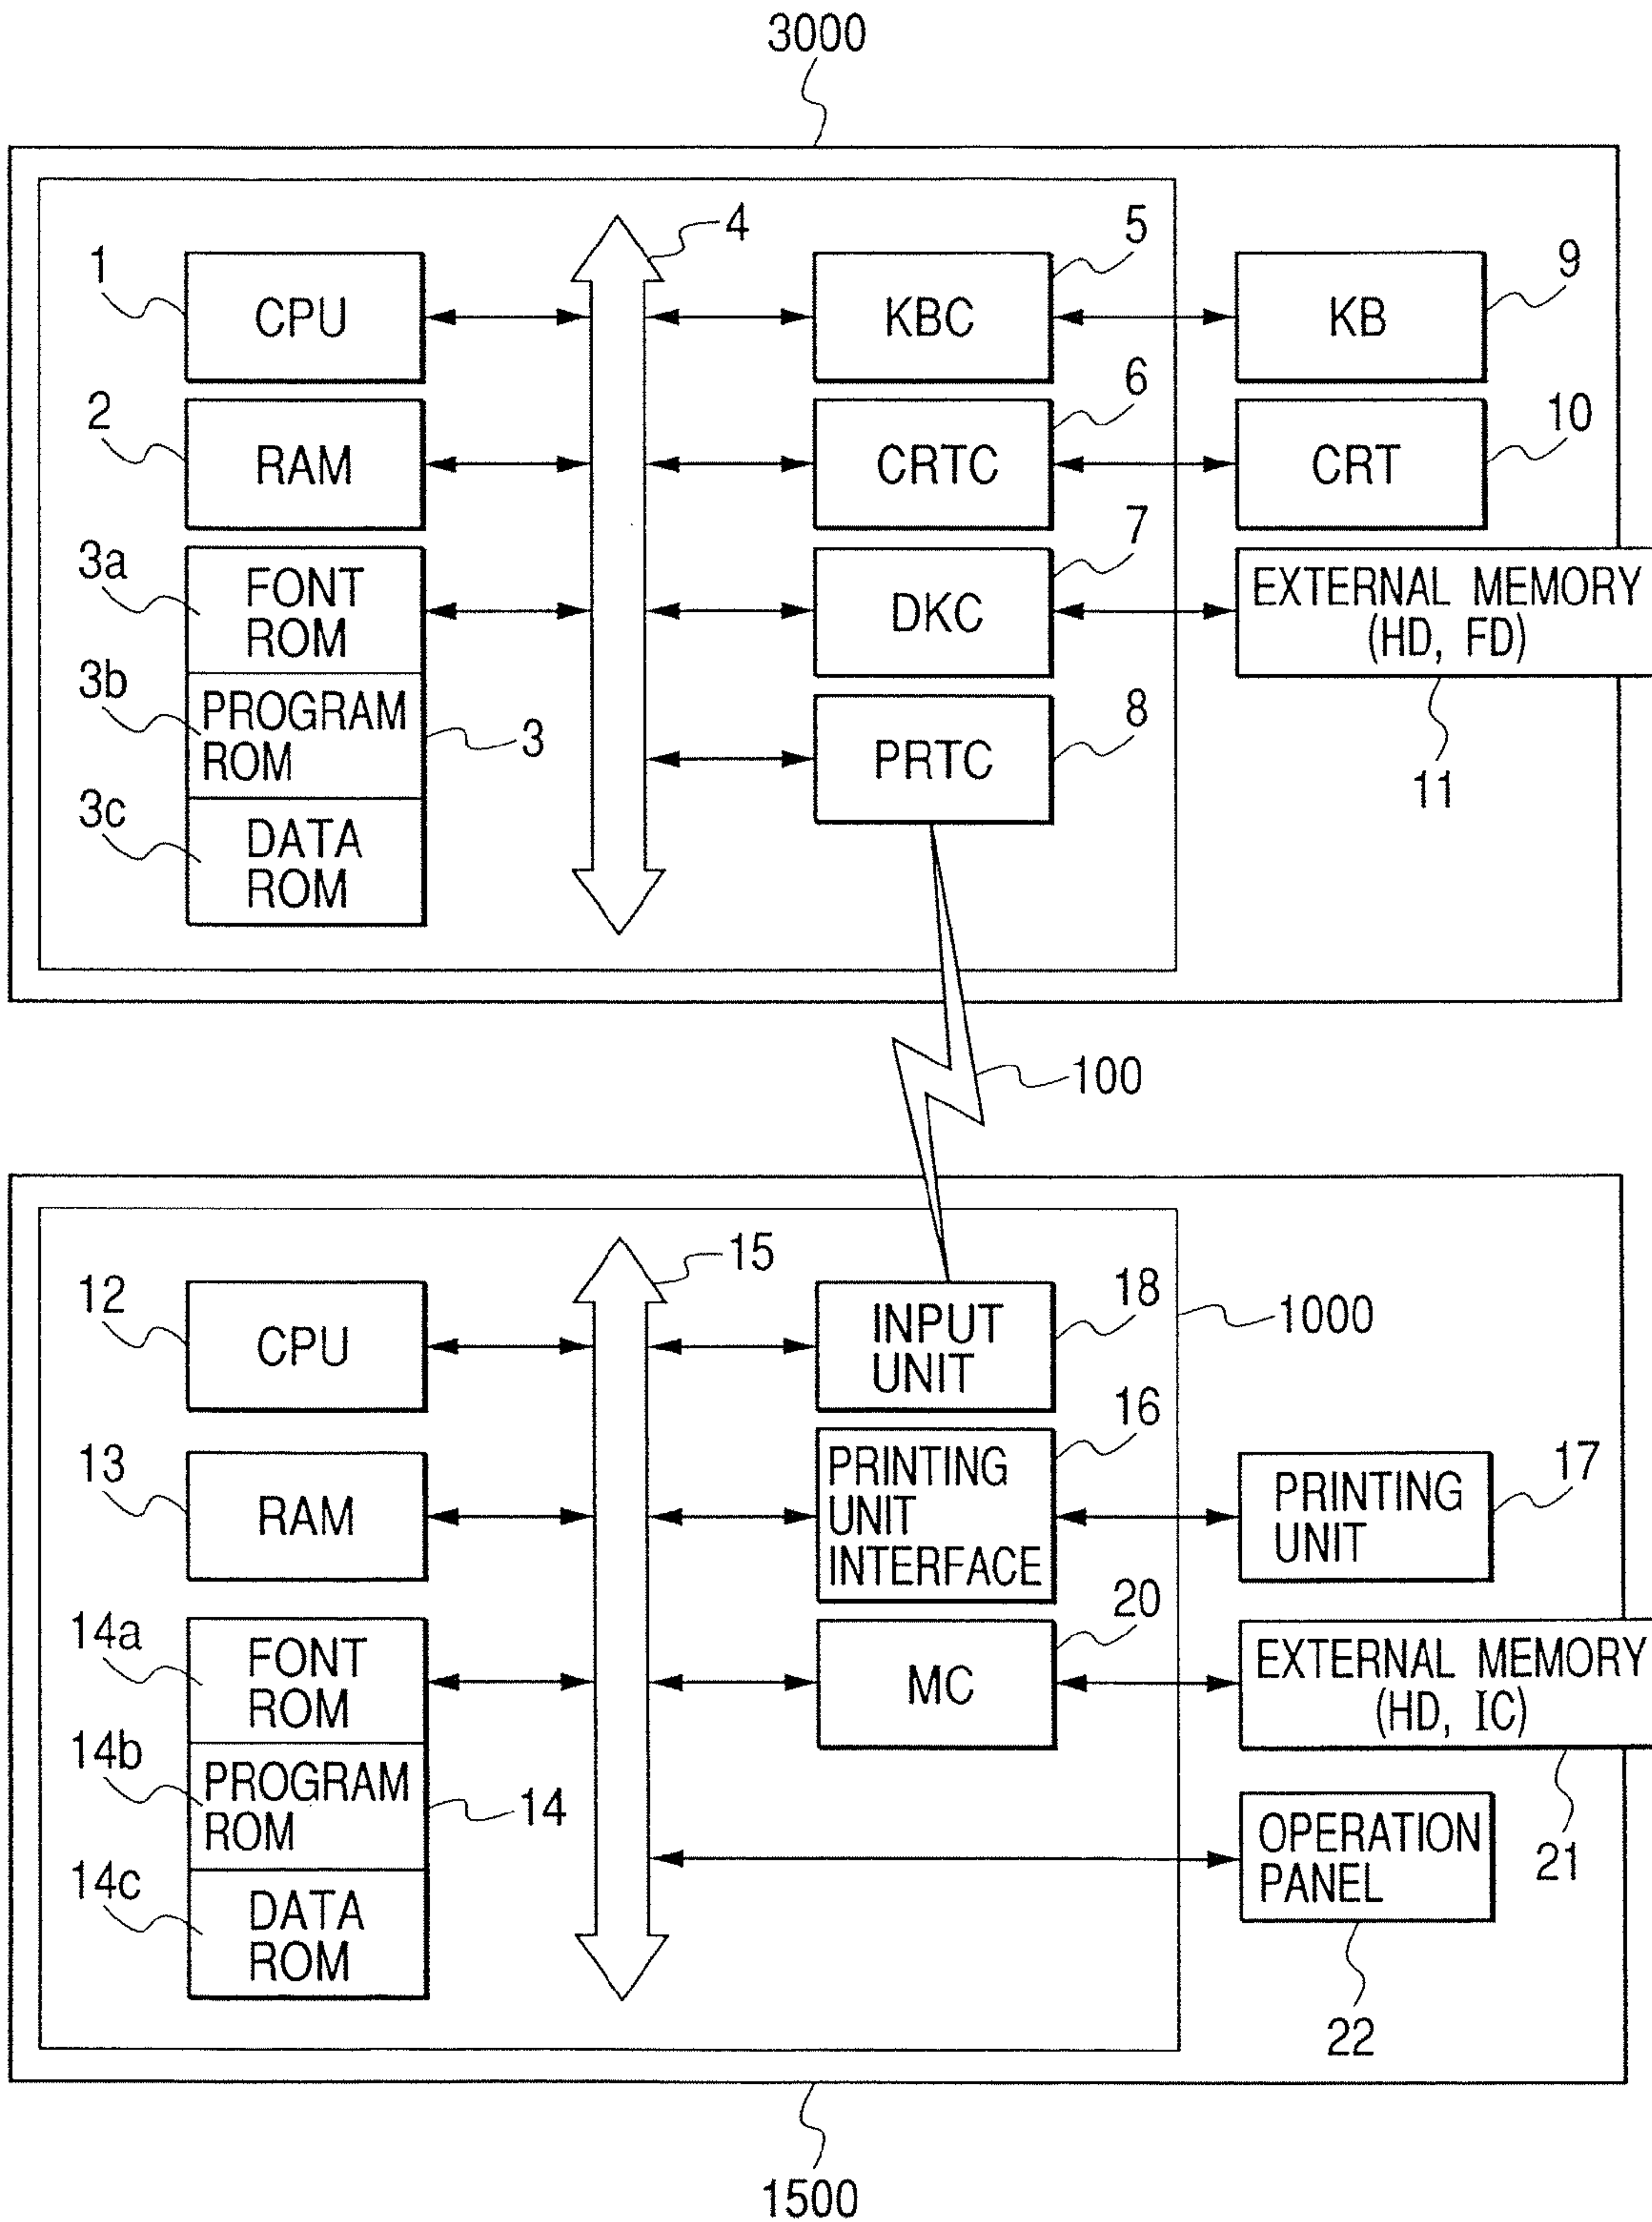 3000
4
5
1
CPU
KBC
KB
9
2
6
RAM
CRTC
CRT
10
3a
7
FONT
ROM
DKC
EXTERNAL MEMORY
(HD, FD)
3b
8
PROGRAM
ROM
3
PRTC
11
3c
DATA
ROM
100
15
12
18
1000
CPU
INPUT
UNIT
16
13
17
RAM
PRINTING
UNIT
INTERFACE
PRINTING
UNIT
20
14a
FONT
ROM
MC
EXTERNAL MEMORY
(HD, IC)
14b
PROGRAM
ROM
14
OPERATION
PANEL
21
14c
DATA
ROM
22
1500